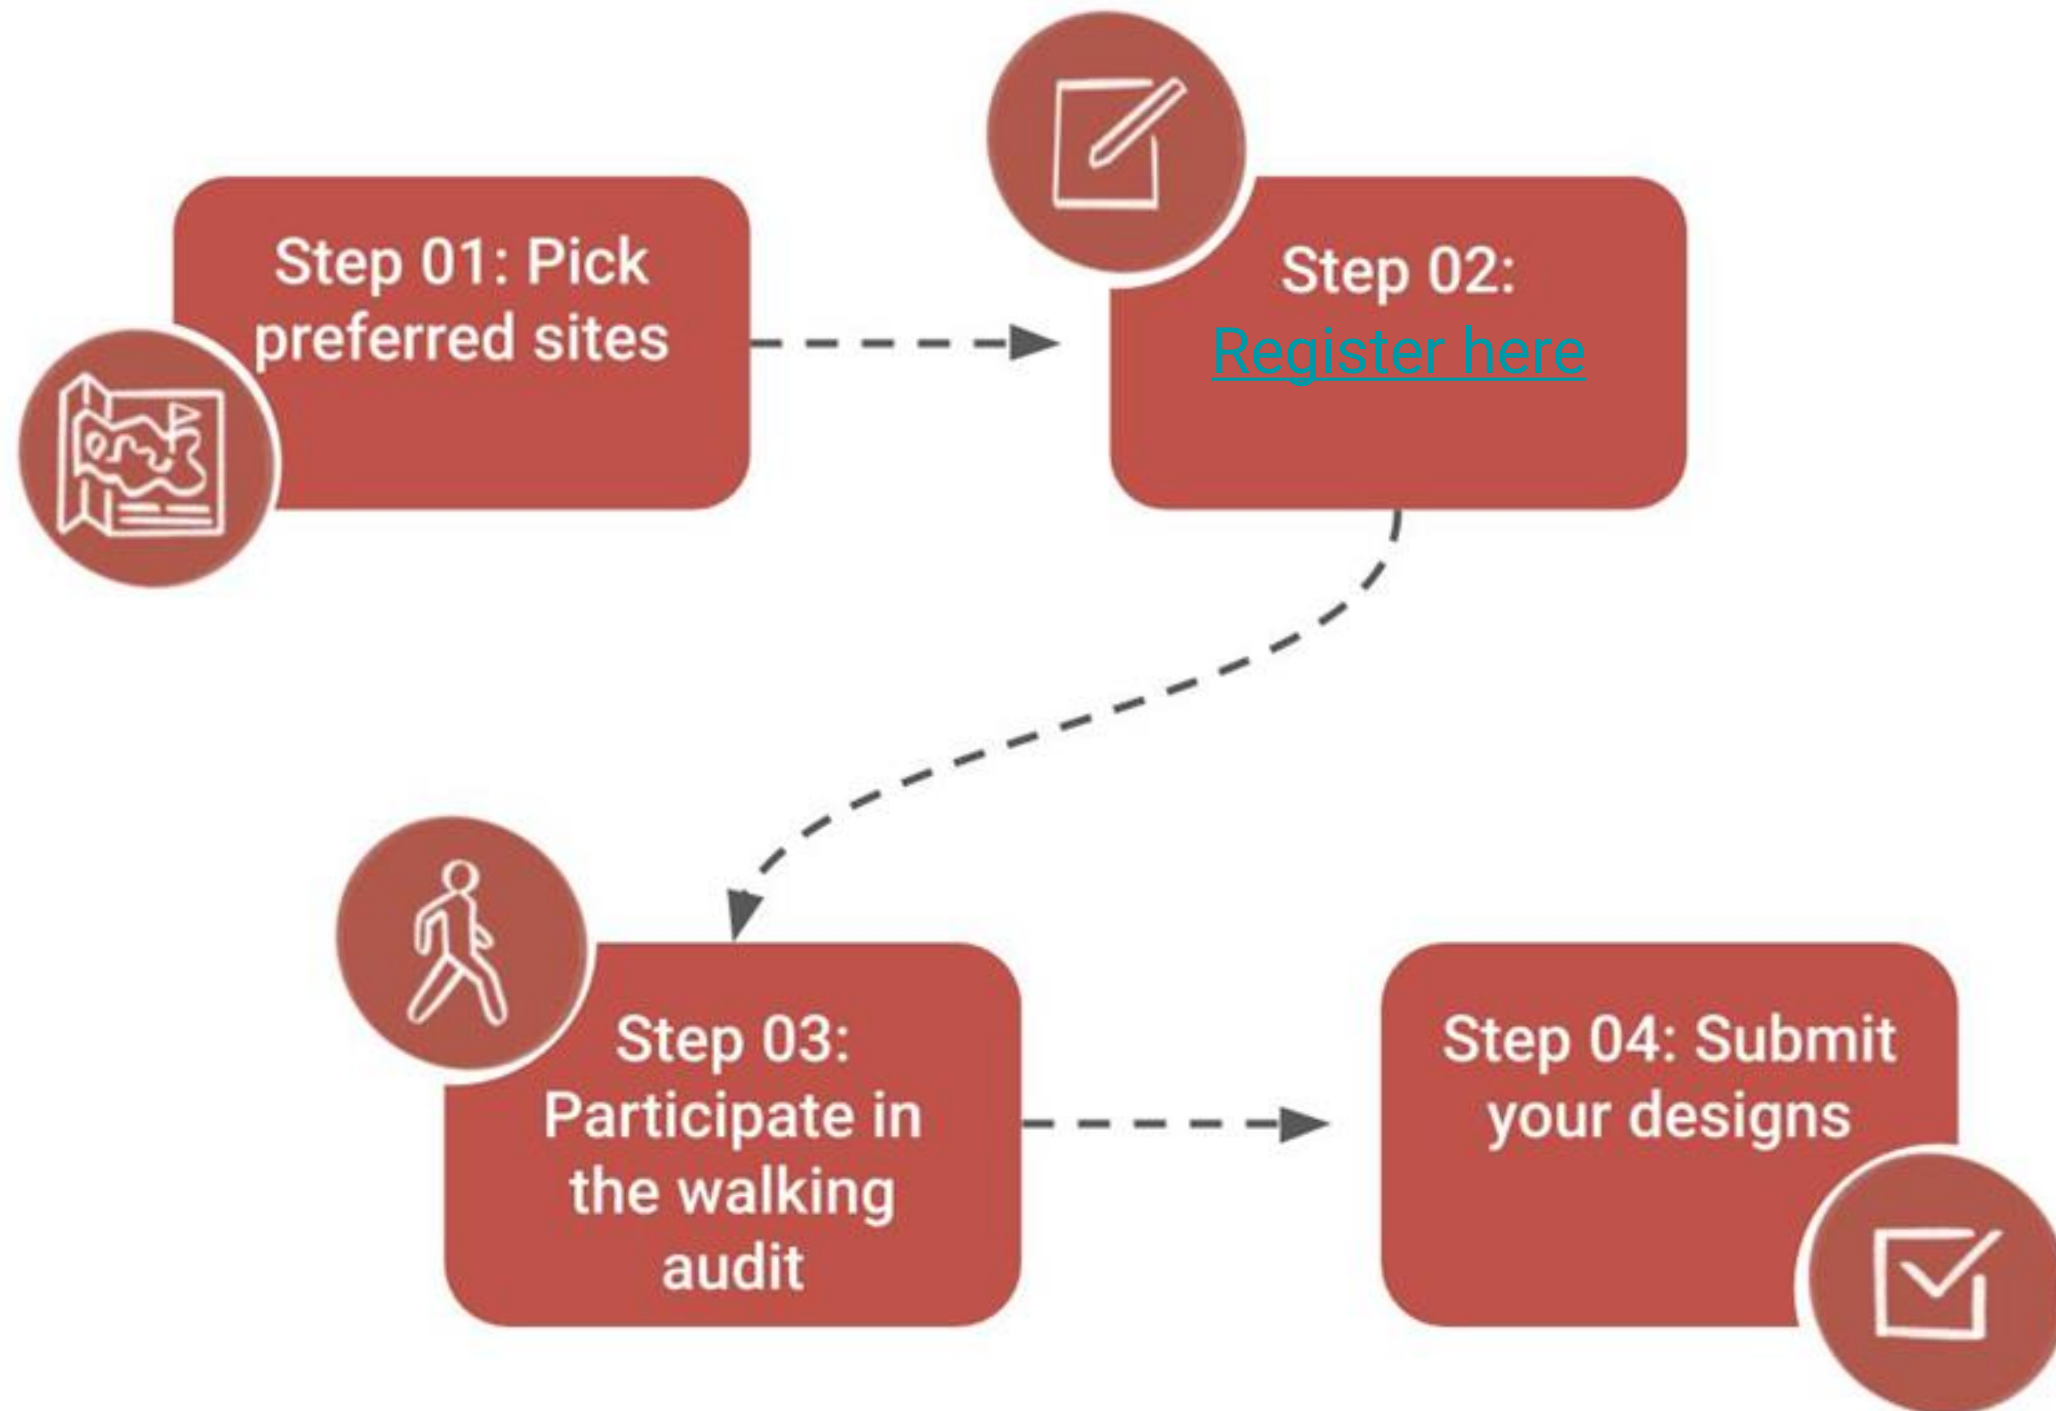 Step 01: Pick
preferred sites
Step 02:
Register here
Step 03:
Participate in
the walking
audit
Step 04: Submit
your designs